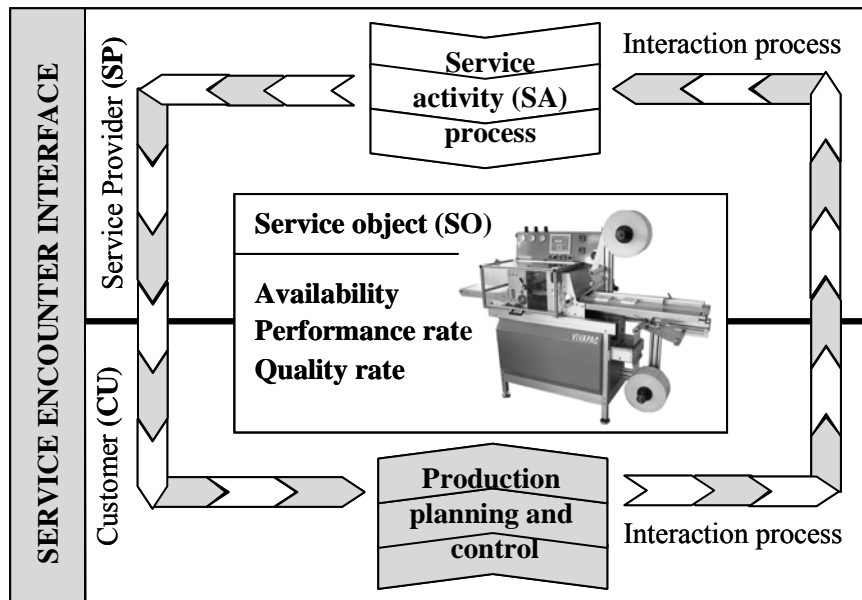 SERVICE ENCOUNTER INTERFACE
Service Provider (SP)
Customer (CU)
Service
activity (SA)
process
Interaction process
Service object (SO)
Availability
Performance rate
Quality rate
VIVAPAC
Production
planning and
control
Interaction process